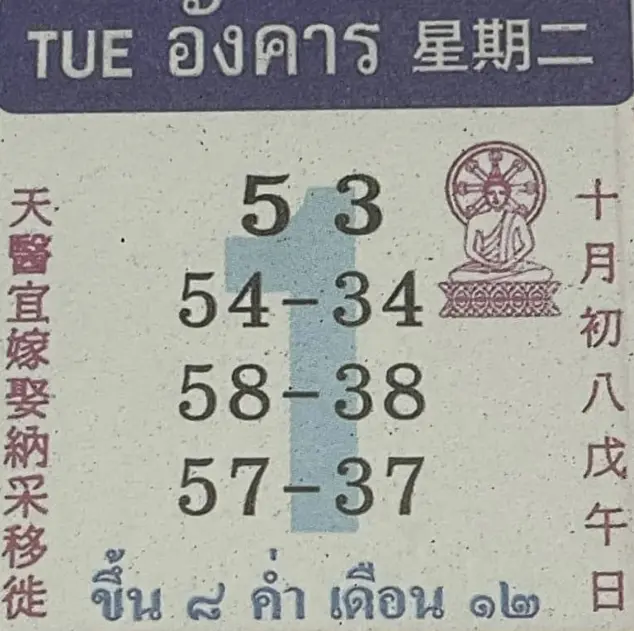 TUE อังคาร 星期二
天醫宜嫁娶納采移徙
1
5 3
54-34
58-38
57-37
十月初八戊午日
ขึ้น ๘ ค่ำ เดือน ๑๒